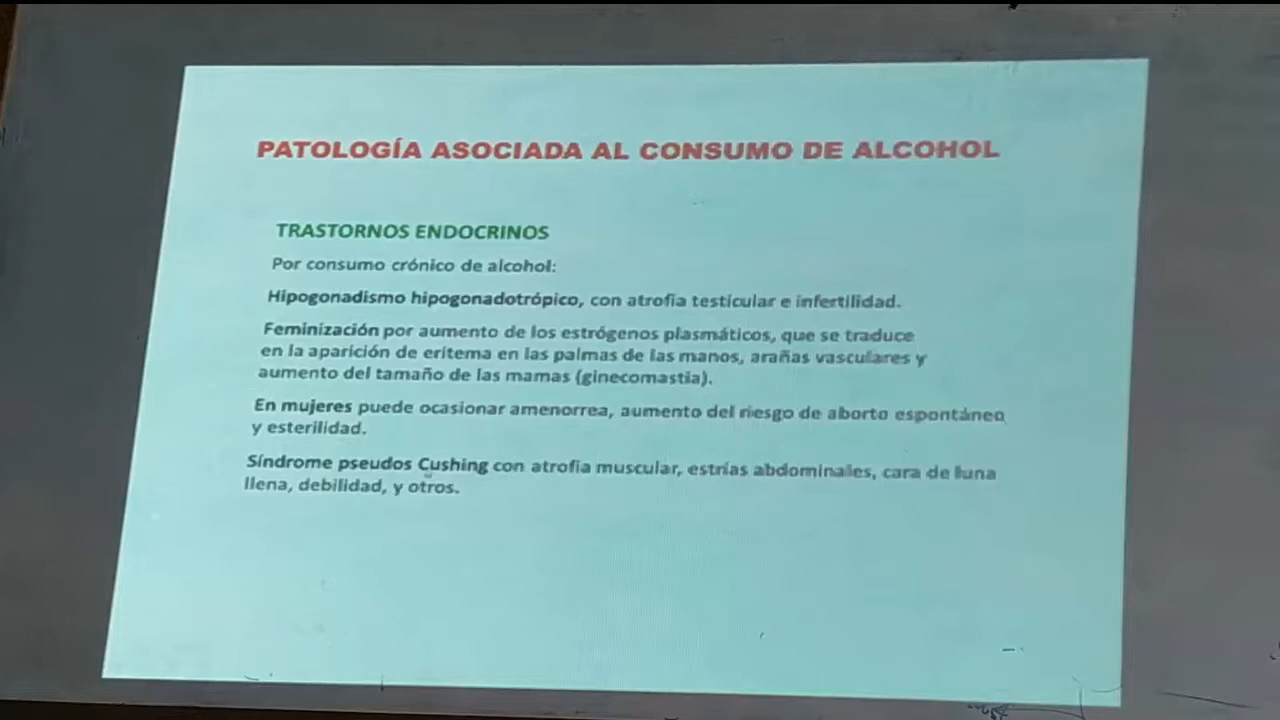 PATOLOGÍA ASOCIADA AL CONSUMO DE ALCOHOL
TRASTORNOS ENDOCRINOS
Por consumo crónico de alcohol:
Hipogonadismo hipogonadotrópico, con atrofia testicular e infertilidad.
Feminización por aumento de los estrógenos plasmáticos, que se traduce
en la aparición de eritema en las palmas de las manos, arañas vasculares y
aumento del tamaño de las mamas (ginecomastia).
En mujeres puede ocasionar amenorrea, aumento del riesgo de aborto espontáneo
y esterilidad.
Síndrome pseudos Cushing con atrofia muscular, estrías abdominales, cara de luna
llena, debilidad, y otros.